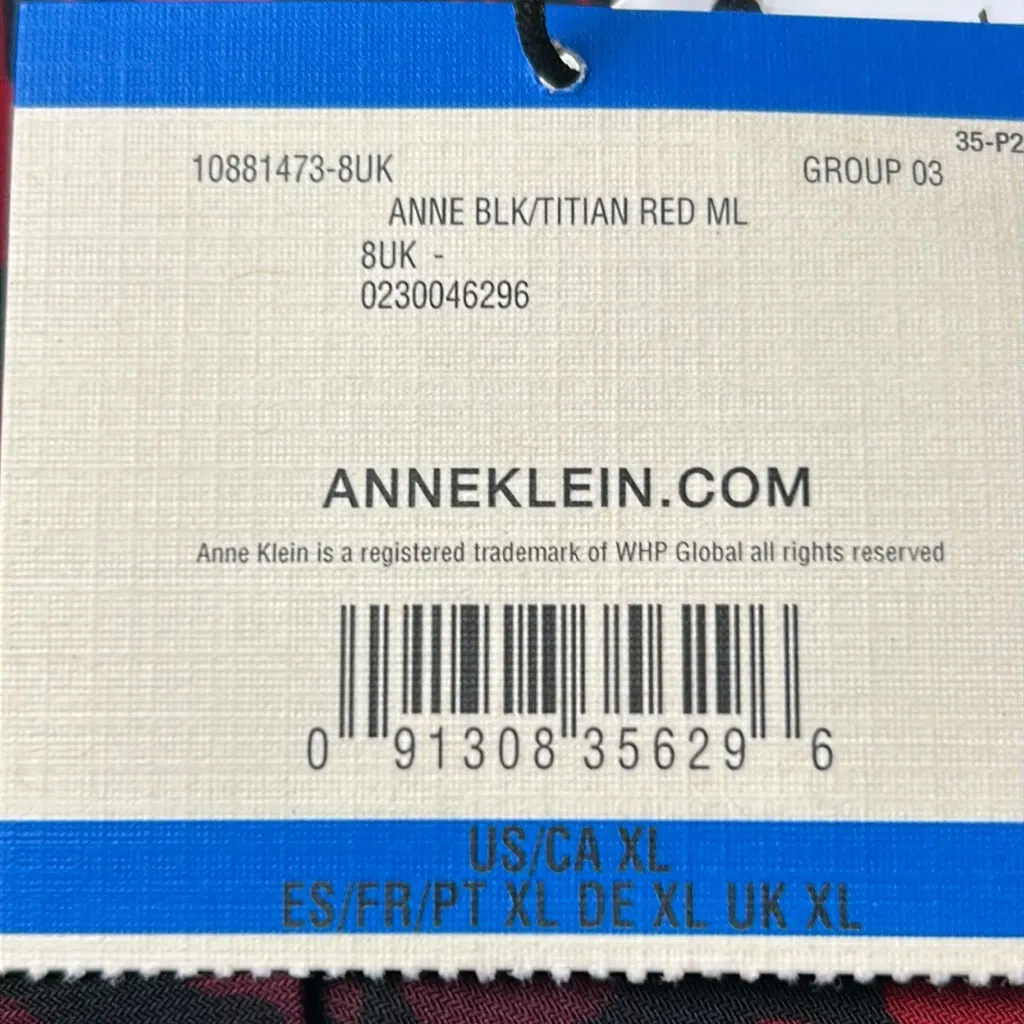 35-P2
10881473-8UK GROUP 03
ANNE BLK/TITIAN RED ML
8UK -
0230046296
ANNEKLEIN.COM
Anne Klein is a registered trademark of WHP Global all rights reserved
0 91308 35629 6
US/CA XL
ES/FR/PT XL DE XL UK XL